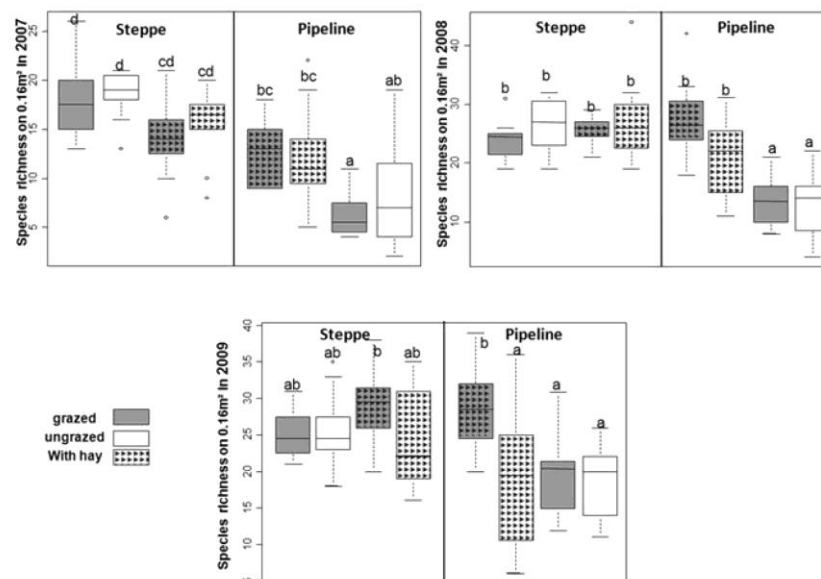 Species richness on 0.16m² In 2007
25
20
15
10
5
Steppe
Pipeline
d
d
cd
cd
bc
bc
a
ab
Species richness on 0.16m² In 2008
40
30
20
10
Steppe
Pipeline
b
b
b
b
b
b
a
a
Species richness on 0.16m² In 2009
40
35
30
25
20
15
10
5
Steppe
Pipeline
ab
ab
b
ab
b
a
a
a
grazed
ungrazed
With hay